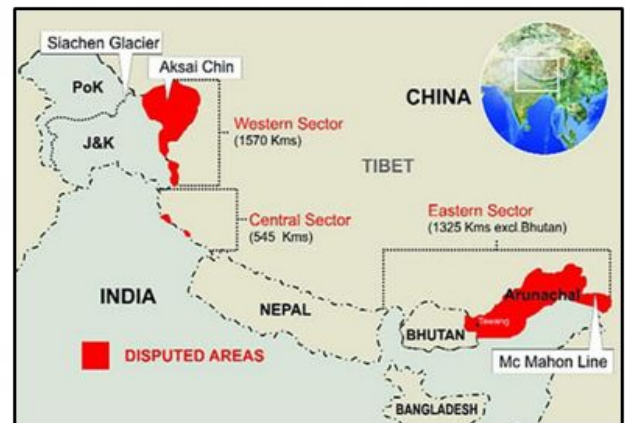 Siachen Glacier
Aksai Chin
PoK
J&K
CHINA
Western Sector
(1570 Kms)
TIBET
Central Sector
(545 Kms)
Eastern Sector
(1325 Kms excl.Bhutan)
INDIA
NEPAL
Arunachal
Tawang
BHUTAN
DISPUTED AREAS
Mc Mahon Line
BANGLADESH